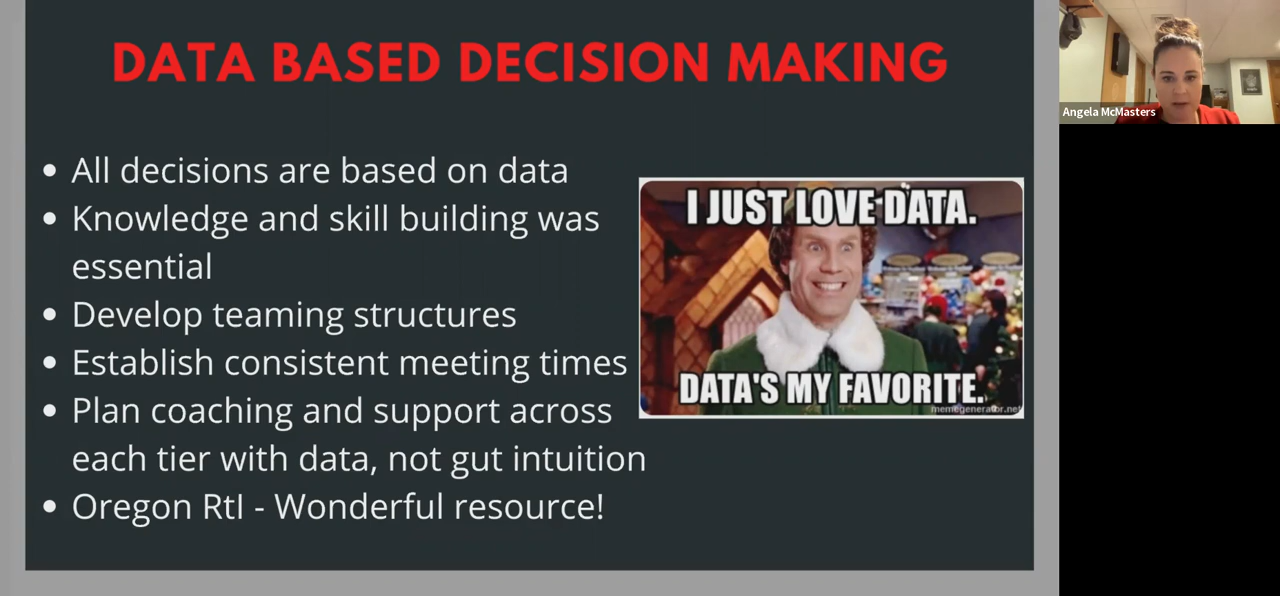 DATA BASED DECISION MAKING
• All decisions are based on data
• Knowledge and skill building was
essential
• Develop teaming structures
• Establish consistent meeting times
• Plan coaching and support across
each tier with data, not gut intuition
• Oregon RtI - Wonderful resource!
I JUST LOVE DATA.
DATA'S MY FAVORITE.
memegenerator.net
Angela McMasters